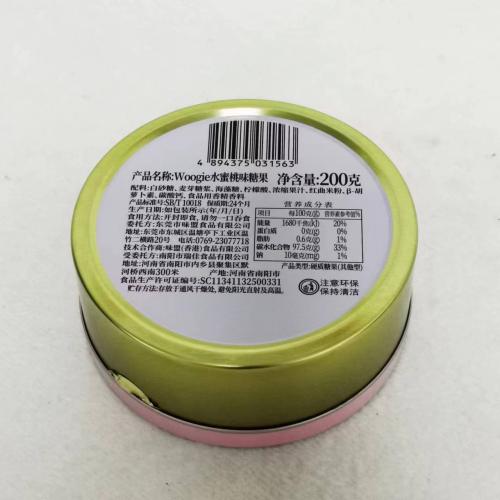 4 894375 031563
产品名称:Woogie水蜜桃味糖果 净含量:200克
配料:白砂糖、麦芽糖浆、海藻糖、柠檬酸、浓缩果汁、红曲米粉、β-胡
萝卜素、碳酸钙、食品用香精香料
产品标准号:SB/T 10018 保质期:24个月
生产日期:如包装所示(年/月/日)
食用方法:开封即食,请勿一口吞食
委托方:东莞市味盟食品有限公司
地址:东莞市东城区温塘亭下工业区温
竹二横路20号 电话:0769-23077718
技术合作商:味盟(香港)食品有限公司
受委托方:南阳市瑞佳食品有限公司
地址:河南省南阳市内乡县聚集区默
河桥西南300米 产地:河南省南阳市
食品生产许可证编号:SC11341132500331
贮存方法:存放于通风干燥处,避免阳光直射及高温。
营养成分表
项目 每100克(g) 营养素参考值%
能量 1680千焦(kJ) 20%
蛋白质 0克(g) 0%
脂肪 0.6克(g) 1%
碳水化合物 97.5克(g) 33%
钠 10毫克(mg) 1%
产品类型:硬质糖果(其他型)
注意环保
保持清洁